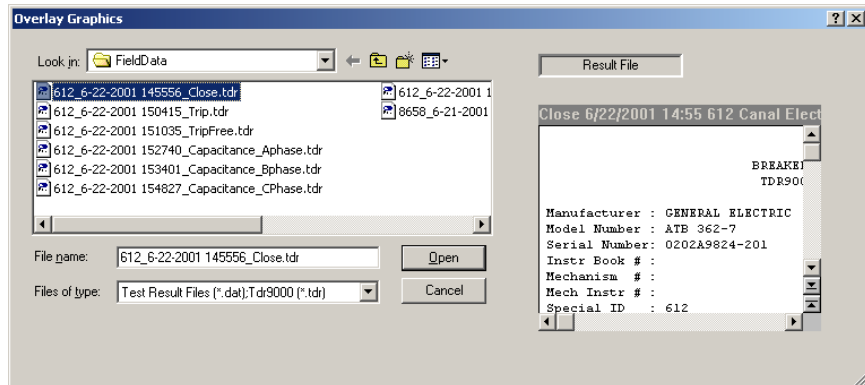 Overlay Graphics
Look in: FieldData
612_6-22-2001 145556_Close.tdr
612_6-22-2001 150415_Trip.tdr
612_6-22-2001 151035_TripFree.tdr
612_6-22-2001 152740_Capacitance_Aphase.tdr
612_6-22-2001 153401_Capacitance_Bphase.tdr
612_6-22-2001 154827_Capacitance_CPhase.tdr
612_6-22-2001 1
8658_6-21-2001
File name: 612_6-22-2001 145556_Close.tdr
Open
Files of type: Test Result Files (*.dat);Tdr9000 (*.tdr)
Cancel
Result File
Close 6/22/2001 14:55 612 Canal Elect
BREAKE
TDR900
Manufacturer : GENERAL ELECTRIC
Model Number : ATB 362-7
Serial Number: 0202A9824-201
Instr Book # :
Mechanism # :
Mech Instr # :
Special ID : 612